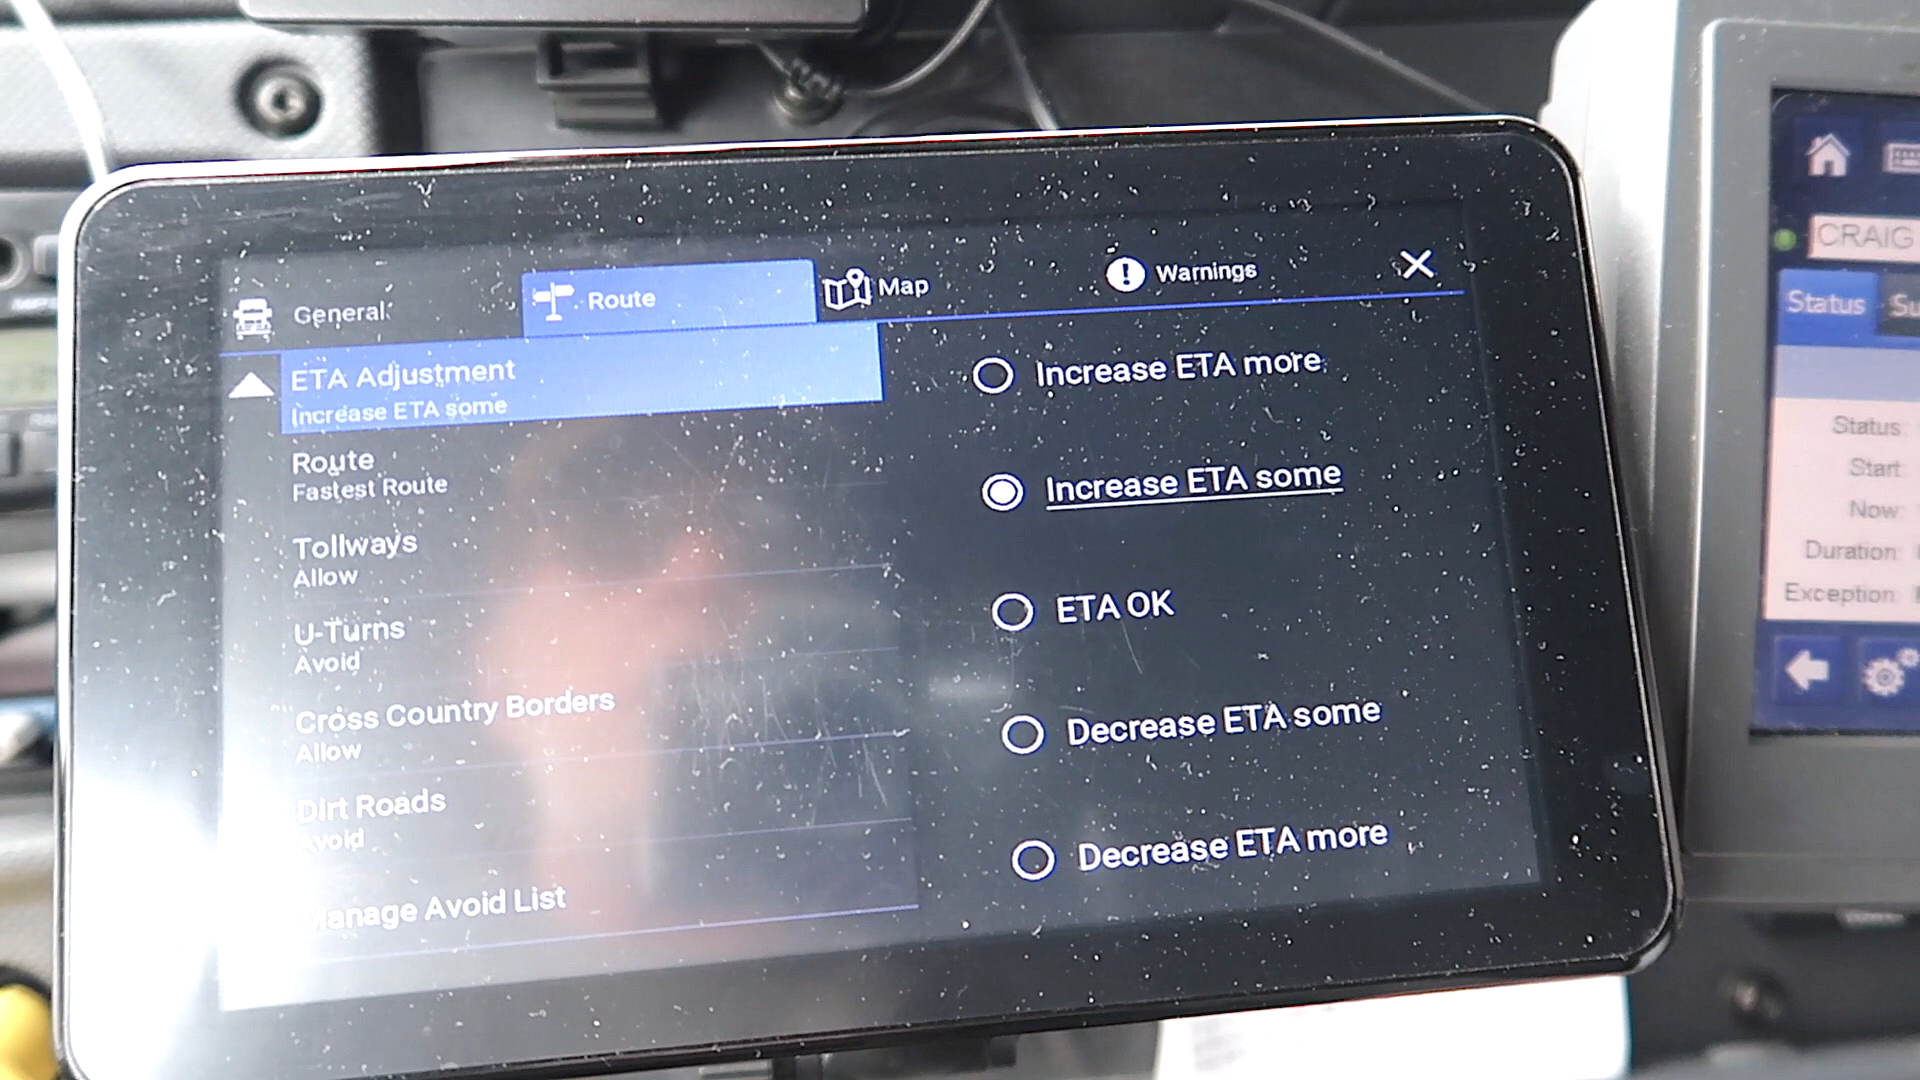 General
Route
Map
Warnings
ETA Adjustment
Increase ETA some
Route
Fastest Route
Tollways
Allow
U-Turns
Avoid
Cross Country Borders
Allow
Dirt Roads
Avoid
Manage Avoid List
Increase ETA more
Increase ETA some
ETA OK
Decrease ETA some
Decrease ETA more
CRAIG
Status
Status:
Start:
Now:
Duration:
Exception: